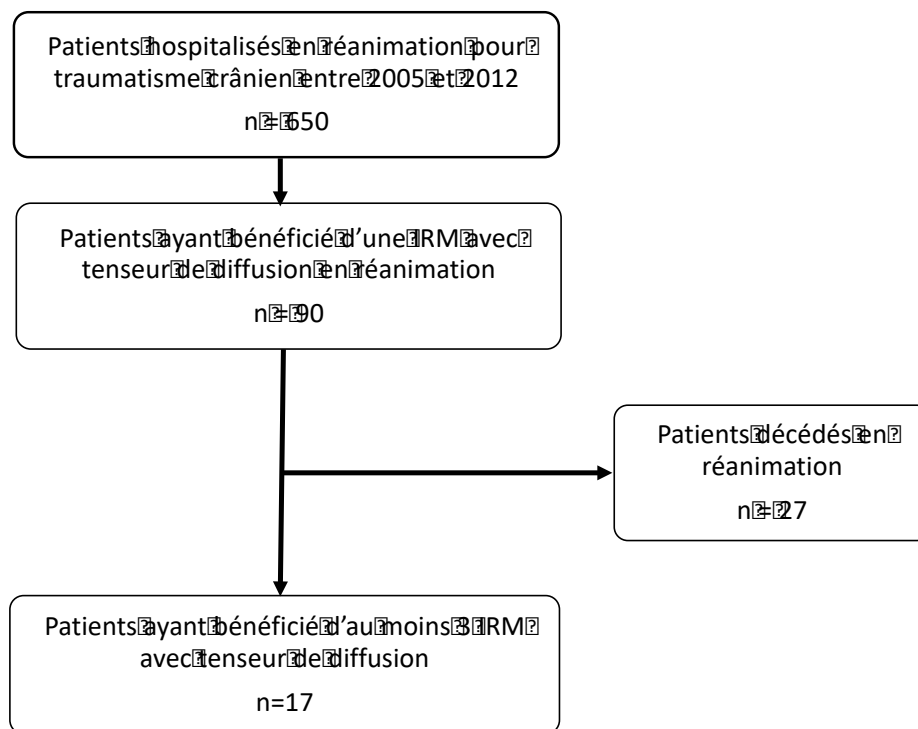 Patients hospitalisés en réanimation pour
traumatisme crânien entre 2005 et 2012
n = 650
Patients ayant bénéficié d'une IRM avec
tenseur de diffusion en réanimation
n = 90
Patients décédés en
réanimation
n = 27
Patients ayant bénéficié d'au moins 3 IRM
avec tenseur de diffusion
n=17